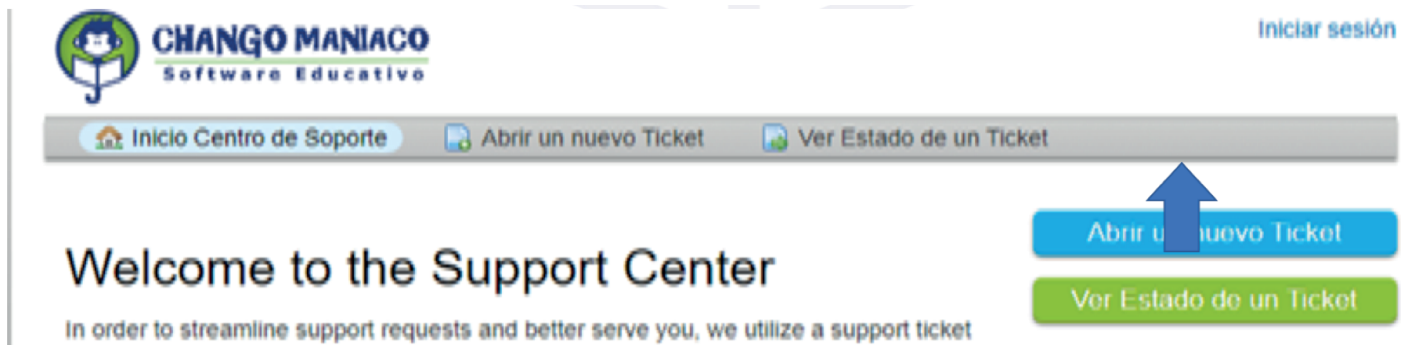 CHANGO MANIACO
Software Educativo
Iniciar sesión
Inicio Centro de Soporte Abrir un nuevo Ticket Ver Estado de un Ticket
Abrir u nuevo Ticket
Welcome to the Support Center
Ver Estado de un Ticket
In order to streamline support requests and better serve you, we utilize a support ticket